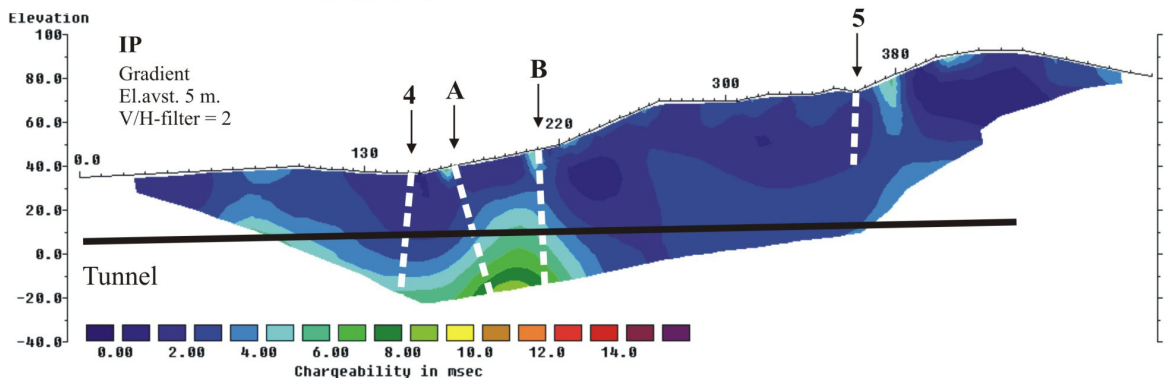 Elevation
100
80.0
60.0
40.0
20.0
0.0
-20.0
-40.0
IP
Gradient
El.avst. 5 m.
V/H-filter = 2
4
A
B
5
0.0
130
220
300
380
Tunnel
0.00 2.00 4.00 6.00 8.00 10.0 12.0 14.0
Chargeability in msec